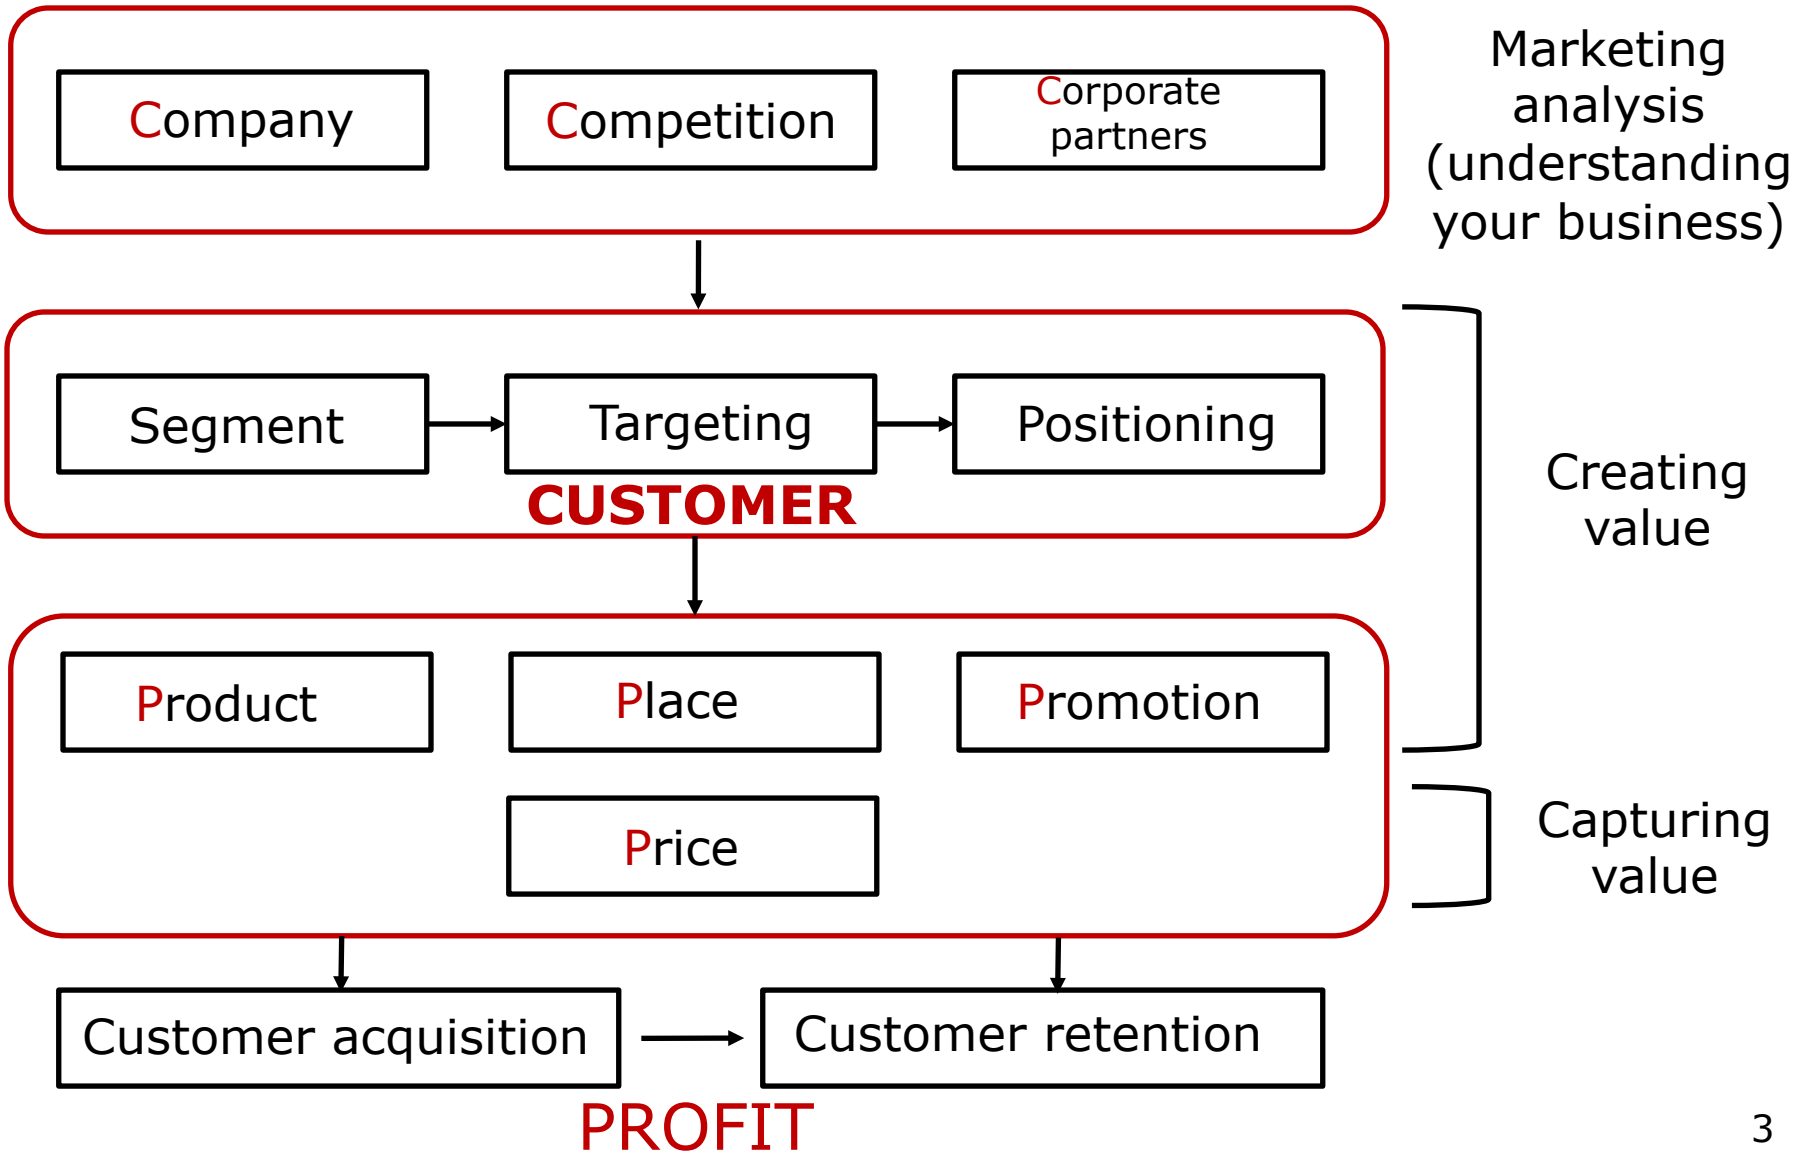 Company
Competition
Corporate
partners
Marketing
analysis
(understanding
your business)
Segment
Targeting
Positioning
CUSTOMER
Creating
value
Product
Place
Promotion
Price
Capturing
value
Customer acquisition
Customer retention
PROFIT
3